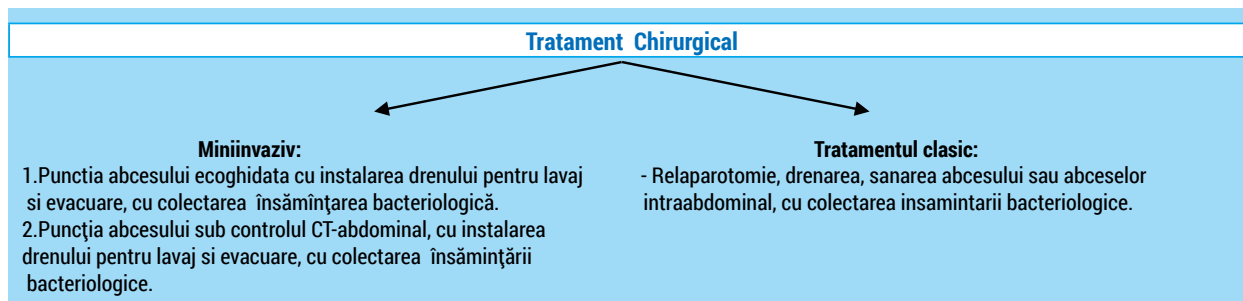 Tratament Chirurgical
Miniinvaziv:
1.Punctia abcesului ecoghidata cu instalarea drenului pentru lavaj
si evacuare, cu colectarea însămînţarea bacteriologică.
2.Puncţia abcesului sub controlul CT-abdominal, cu instalarea
drenului pentru lavaj si evacuare, cu colectarea însăminţării
bacteriologice.
Tratamentul clasic:
- Relaparotomie, drenarea, sanarea abcesului sau abceselor
intraabdominal, cu colectarea insamintarii bacteriologice.